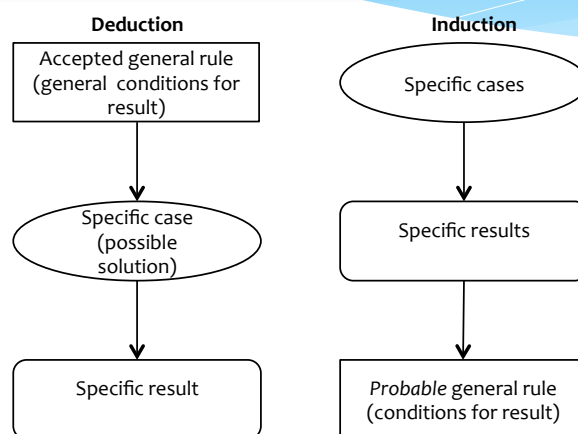 Deduction
Accepted general rule
(general conditions for
result)
Specific case
(possible
solution)
Specific result
Induction
Specific cases
Specific results
Probable general rule
(conditions for result)